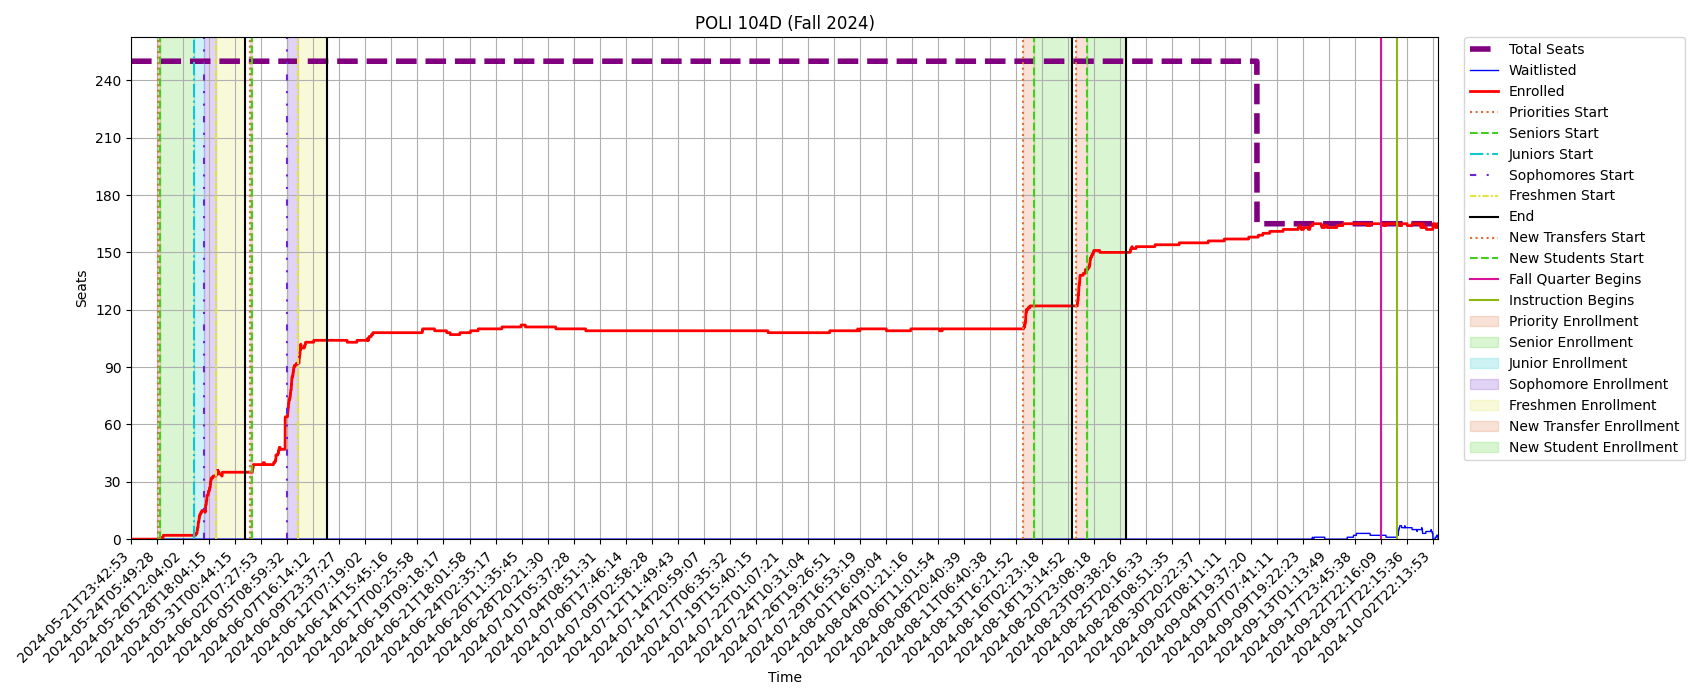 POLI 104D (Fall 2024)
Seats
240
210
180
150
120
90
60
30
0
2024-05-21T23:42:53
2024-05-24T05:49:28
2024-05-26T12:04:02
2024-05-28T18:04:15
2024-05-31T00:44:15
2024-06-02T07:27:53
2024-06-05T08:59:32
2024-06-07T16:14:12
2024-06-09T23:37:27
2024-06-12T07:19:02
2024-06-14T15:45:16
2024-06-17T00:25:58
2024-06-19T09:18:17
2024-06-21T18:01:58
2024-06-24T02:35:17
2024-06-26T11:35:45
2024-06-28T20:21:30
2024-07-01T05:37:28
2024-07-04T08:51:31
2024-07-06T17:46:14
2024-07-09T02:58:28
2024-07-12T11:49:43
2024-07-14T20:59:07
2024-07-17T06:35:32
2024-07-19T15:40:15
2024-07-22T01:07:21
2024-07-24T10:31:04
2024-07-26T19:26:51
2024-07-29T16:53:19
2024-08-01T16:09:04
2024-08-04T01:21:16
2024-08-06T11:01:54
2024-08-08T20:40:39
2024-08-11T06:40:38
2024-08-13T16:21:52
2024-08-16T02:23:18
2024-08-18T13:14:52
2024-08-20T23:08:18
2024-08-23T09:38:26
2024-08-25T20:16:33
2024-08-28T08:51:35
2024-08-30T20:22:37
2024-09-02T08:11:11
2024-09-04T19:37:20
2024-09-07T07:41:11
2024-09-09T19:22:23
2024-09-13T01:13:49
2024-09-17T23:45:38
2024-09-22T22:16:09
2024-09-27T22:15:36
2024-10-02T22:13:53
Time
Total Seats
Waitlisted
Enrolled
Priorities Start
Seniors Start
Juniors Start
Sophomores Start
Freshmen Start
End
New Transfers Start
New Students Start
Fall Quarter Begins
Instruction Begins
Priority Enrollment
Senior Enrollment
Junior Enrollment
Sophomore Enrollment
Freshmen Enrollment
New Transfer Enrollment
New Student Enrollment